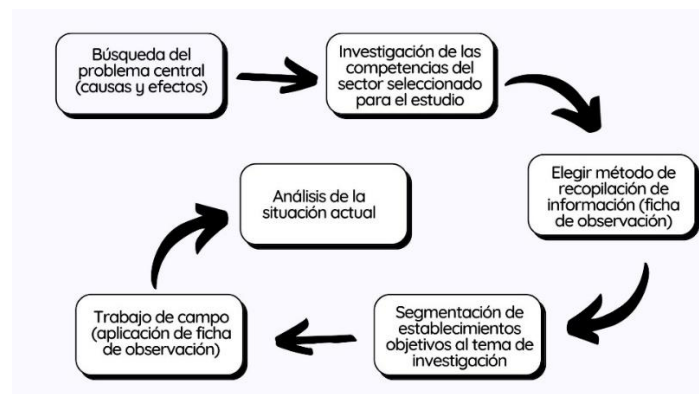 Búsqueda del
problema central
(causas y efectos)
Investigación de las
competencias del
sector seleccionado
para el estudio
Elegir método de
recopilación de
información (ficha
de observación)
Segmentación de
establecimientos
objetivos al tema de
investigación
Trabajo de campo
(aplicación de ficha
de observación)
Análisis de la
situación actual